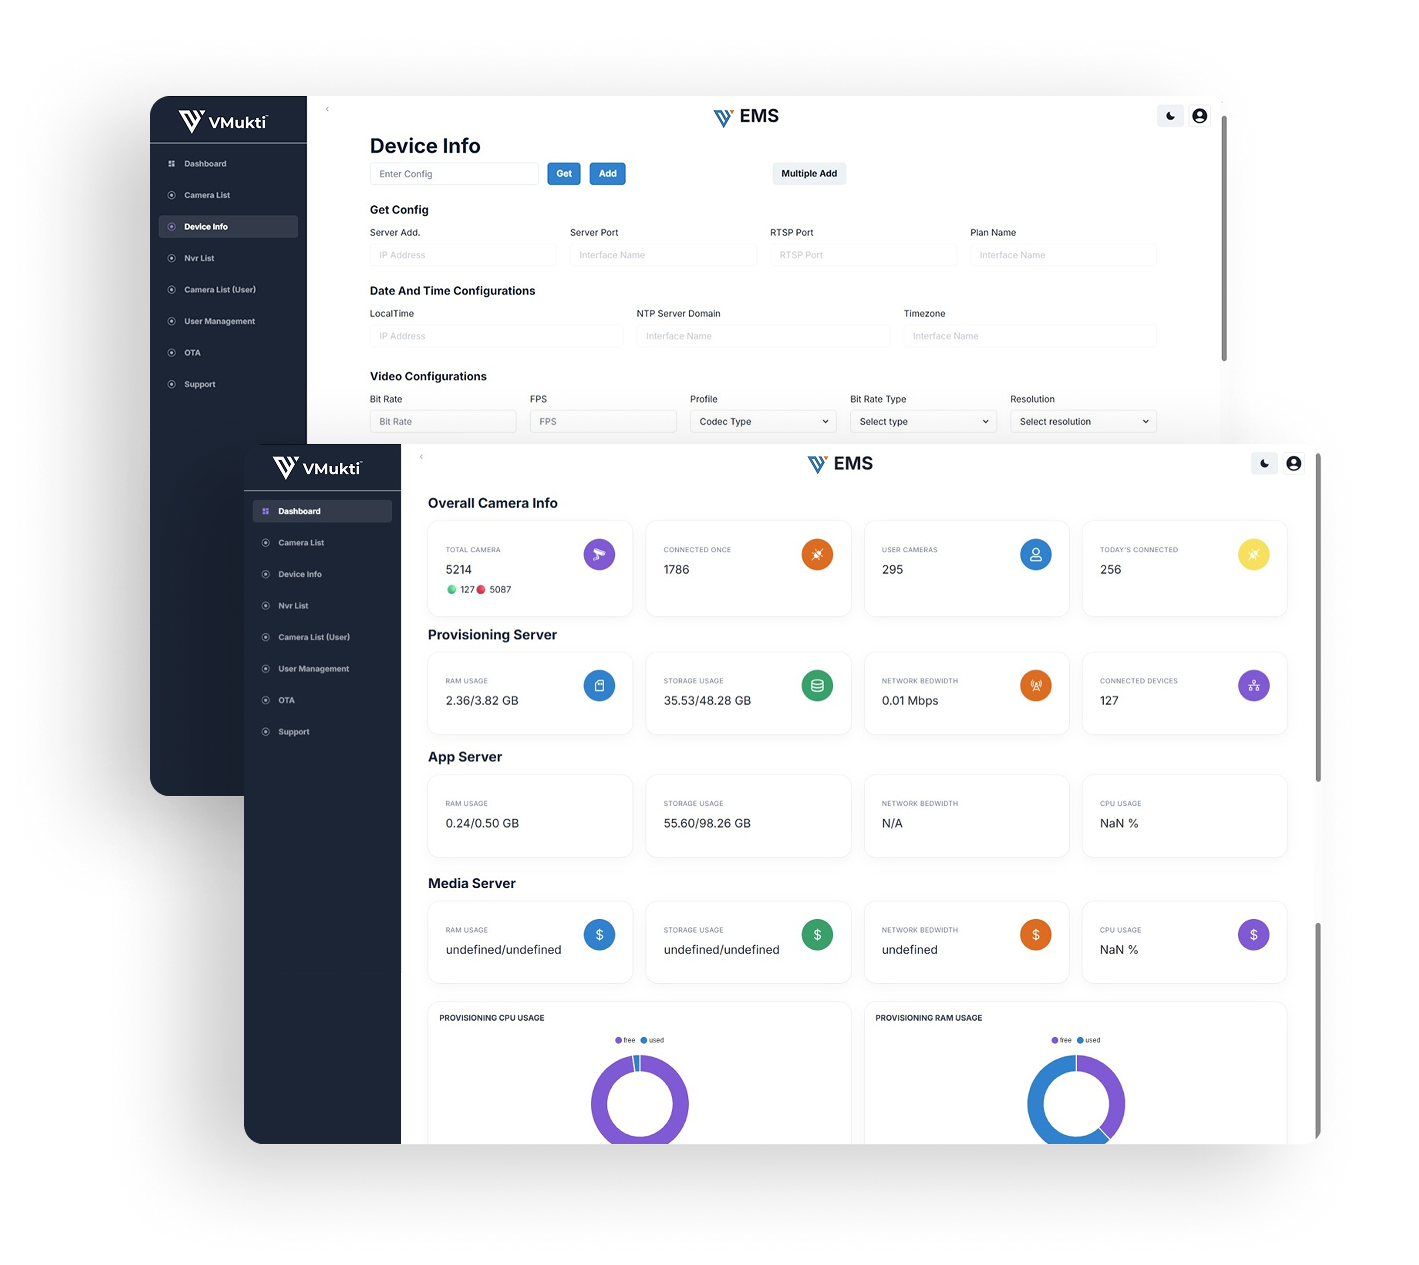 VMukti
EMS
Dashboard
Camera List
Device Info
Nvr List
Camera List (User)
User Management
OTA
Support
Device Info
Enter Config
Get
Add
Multiple Add
Get Config
Server Add.
Server Port
RTSP Port
Plan Name
IP Address
Interface Name
RTSP Port
Interface Name
Date And Time Configurations
LocalTime
NTP Server Domain
Timezone
IP Address
Interface Name
Interface Name
Video Configurations
Bit Rate
FPS
Profile
Bit Rate Type
Resolution
Bit Rate
FPS
Codec Type
Select type
Select resolution
VMukti
EMS
Dashboard
Camera List
Device Info
Nvr List
Camera List (User)
User Management
OTA
Support
Overall Camera Info
TOTAL CAMERA
5214
127 5087
CONNECTED ONCE
1786
USER CAMERAS
295
TODAY'S CONNECTED
256
Provisioning Server
RAM USAGE
2.36/3.82 GB
STORAGE USAGE
35.53/48.28 GB
NETWORK BEDWIDTH
0.01 Mbps
CONNECTED DEVICES
127
App Server
RAM USAGE
0.24/0.50 GB
STORAGE USAGE
55.60/98.26 GB
NETWORK BEDWIDTH
N/A
CPU USAGE
NaN %
Media Server
RAM USAGE
undefined/undefined
$
STORAGE USAGE
undefined/undefined
$
NETWORK BEDWIDTH
undefined
$
CPU USAGE
NaN %
$
PROVISIONING CPU USAGE
free used
PROVISIONING RAM USAGE
free used